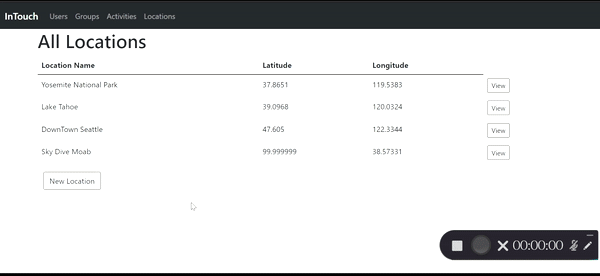 InTouch Users Groups Activities Locations
All Locations
Location Name Latitude Longitude
Yosemite National Park 37.8651 119.5383 View
Lake Tahoe 39.0968 120.0324 View
DownTown Seattle 47.605 122.3344 View
Sky Dive Moab 99.999999 38.57331 View
New Location
00:00:00